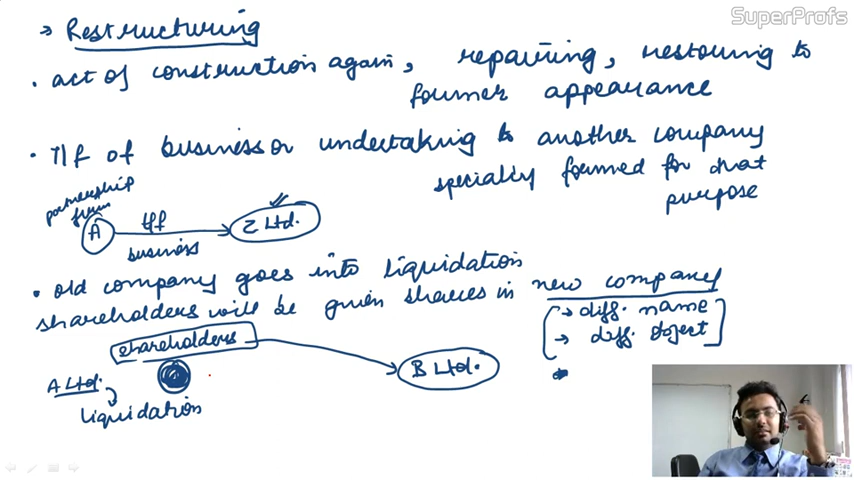 SuperProfs
→ Restructuring
• act of construction again, repairing, restoring to
former appearance
• T/f of business or undertaking to another company
specially formed for that
purpose
partnership
firm
A tff Z Ltd.
business
• old company goes into liquidation
shareholders will be given shares in new company
→ diff. name
→ diff. object
shareholders
B Ltd.
A Ltd.
liquidation